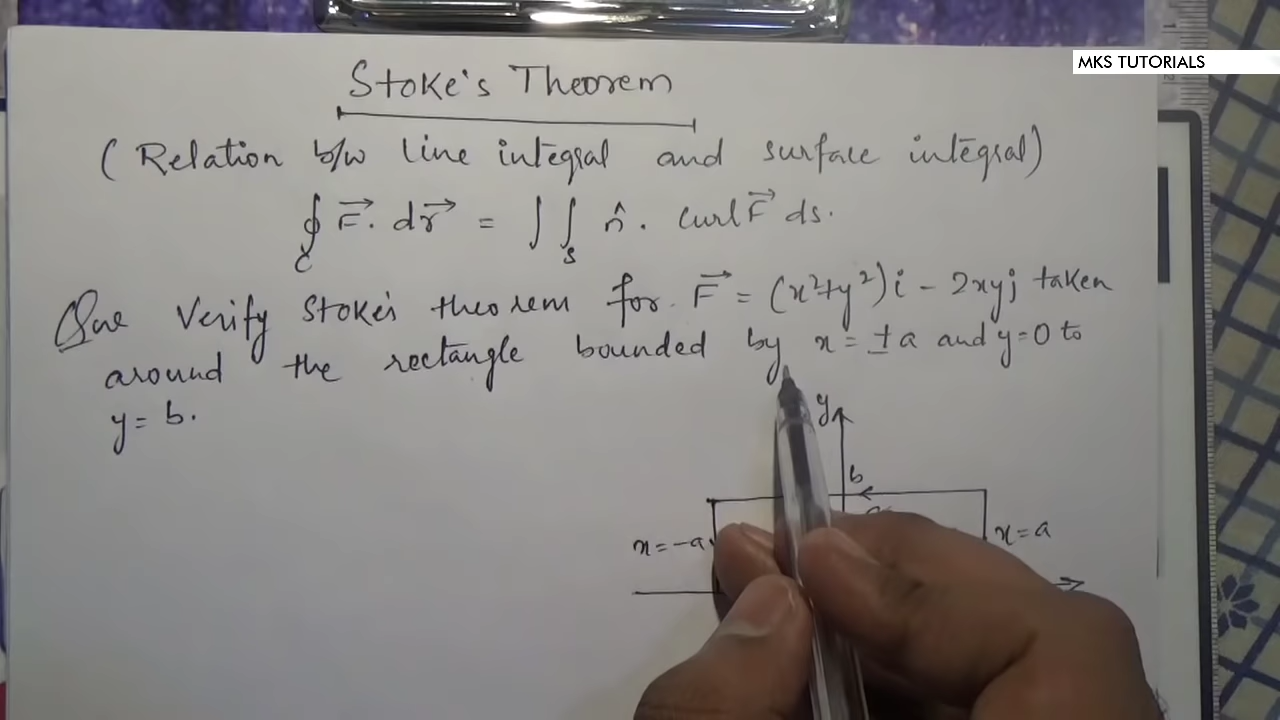 MKS TUTORIALS
Stoke's Theorem
(Relation b/w line integral and surface integral)
∮_C F⃗. dr⃗ = ∫∫_S n̂. curl F⃗ ds.
Que Verify Stoke's theorem for F⃗ = (x²+y²)i - 2xyj taken
around the rectangle bounded by x = ±a and y=0 to
y = b.
y
b
x=-a
x=a